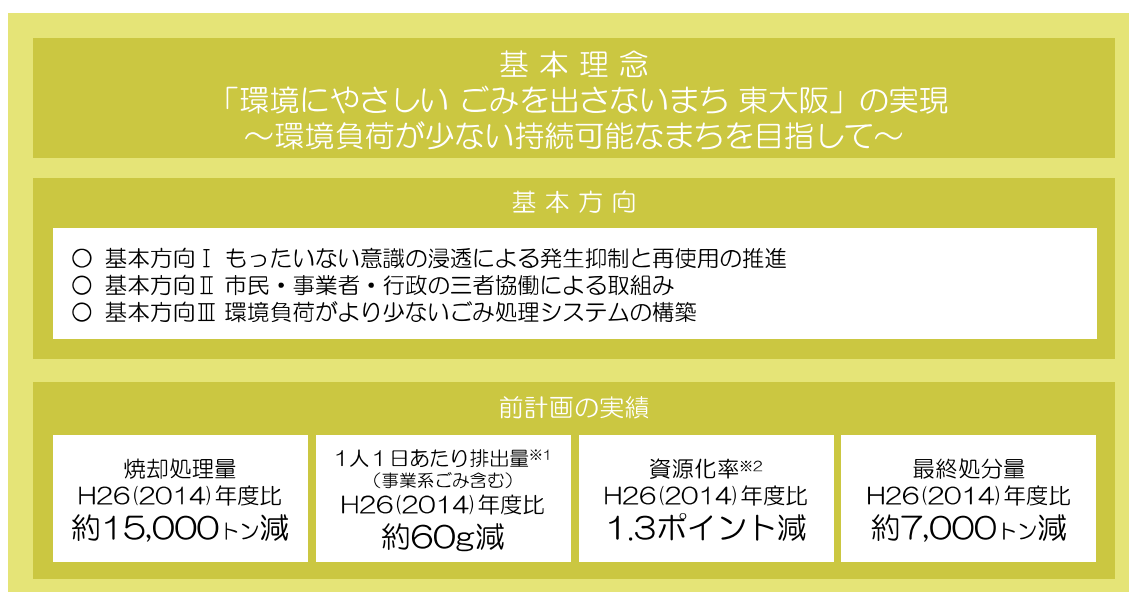 基本理念
「環境にやさしい ごみを出さないまち 東大阪」の実現
～環境負荷が少ない持続可能なまちを目指して～
基本方向
○ 基本方向Ⅰ もったいない意識の浸透による発生抑制と再使用の推進
○ 基本方向Ⅱ 市民・事業者・行政の三者協働による取組み
○ 基本方向Ⅲ 環境負荷がより少ないごみ処理システムの構築
前計画の実績
焼却処理量
H26(2014)年度比
約15,000トン減
1人1日あたり排出量※1
（事業系ごみ含む）
H26(2014)年度比
約60g減
資源化率※2
H26(2014)年度比
1.3ポイント減
最終処分量
H26(2014)年度比
約7,000トン減